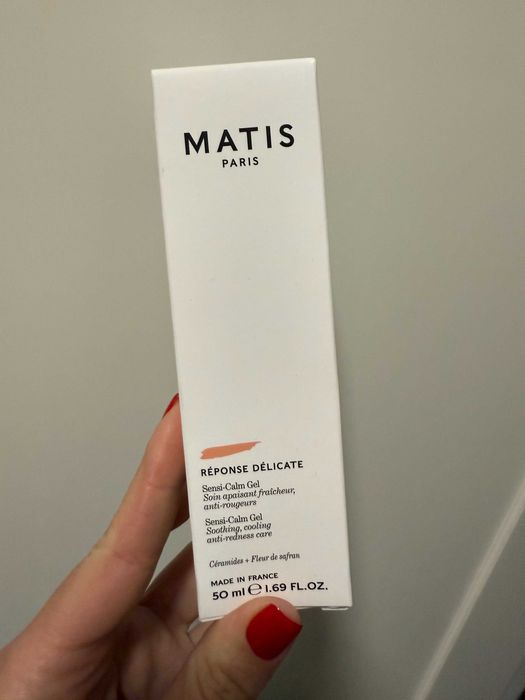 MATIS
PARIS
RÉPONSE DÉLICATE
Sensi-Calm Gel
Soin apaisant fraîcheur,
anti-rougeurs
Sensi-Calm Gel
Soothing, cooling
anti-redness care
Céramides + Fleur de safran
MADE IN FRANCE
50 ml ℮ 1.69 FL.OZ.